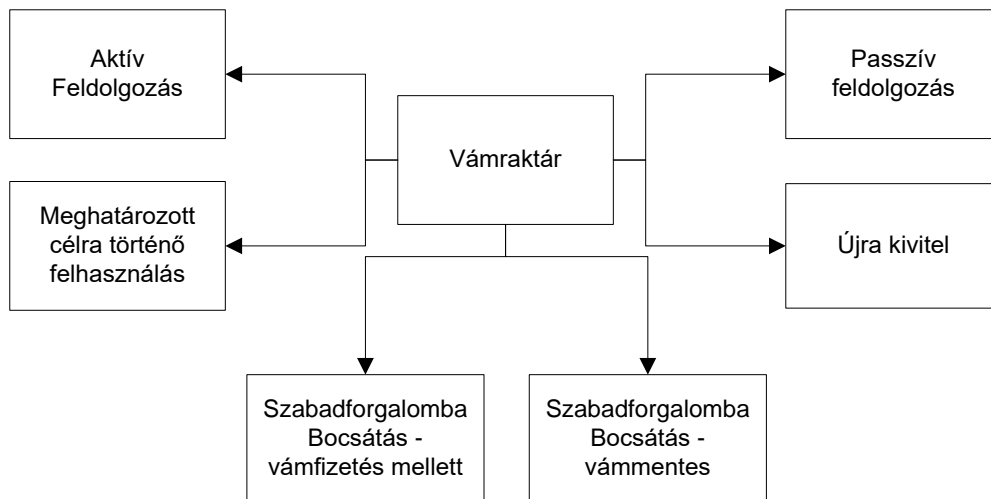 Aktív
Feldolgozás
Passzív
feldolgozás
Vámraktár
Meghatározott
célra történő
felhasználás
Újra kivitel
Szabadforgalomba
Bocsátás -
vámfizetés mellett
Szabadforgalomba
Bocsátás -
vámmentes